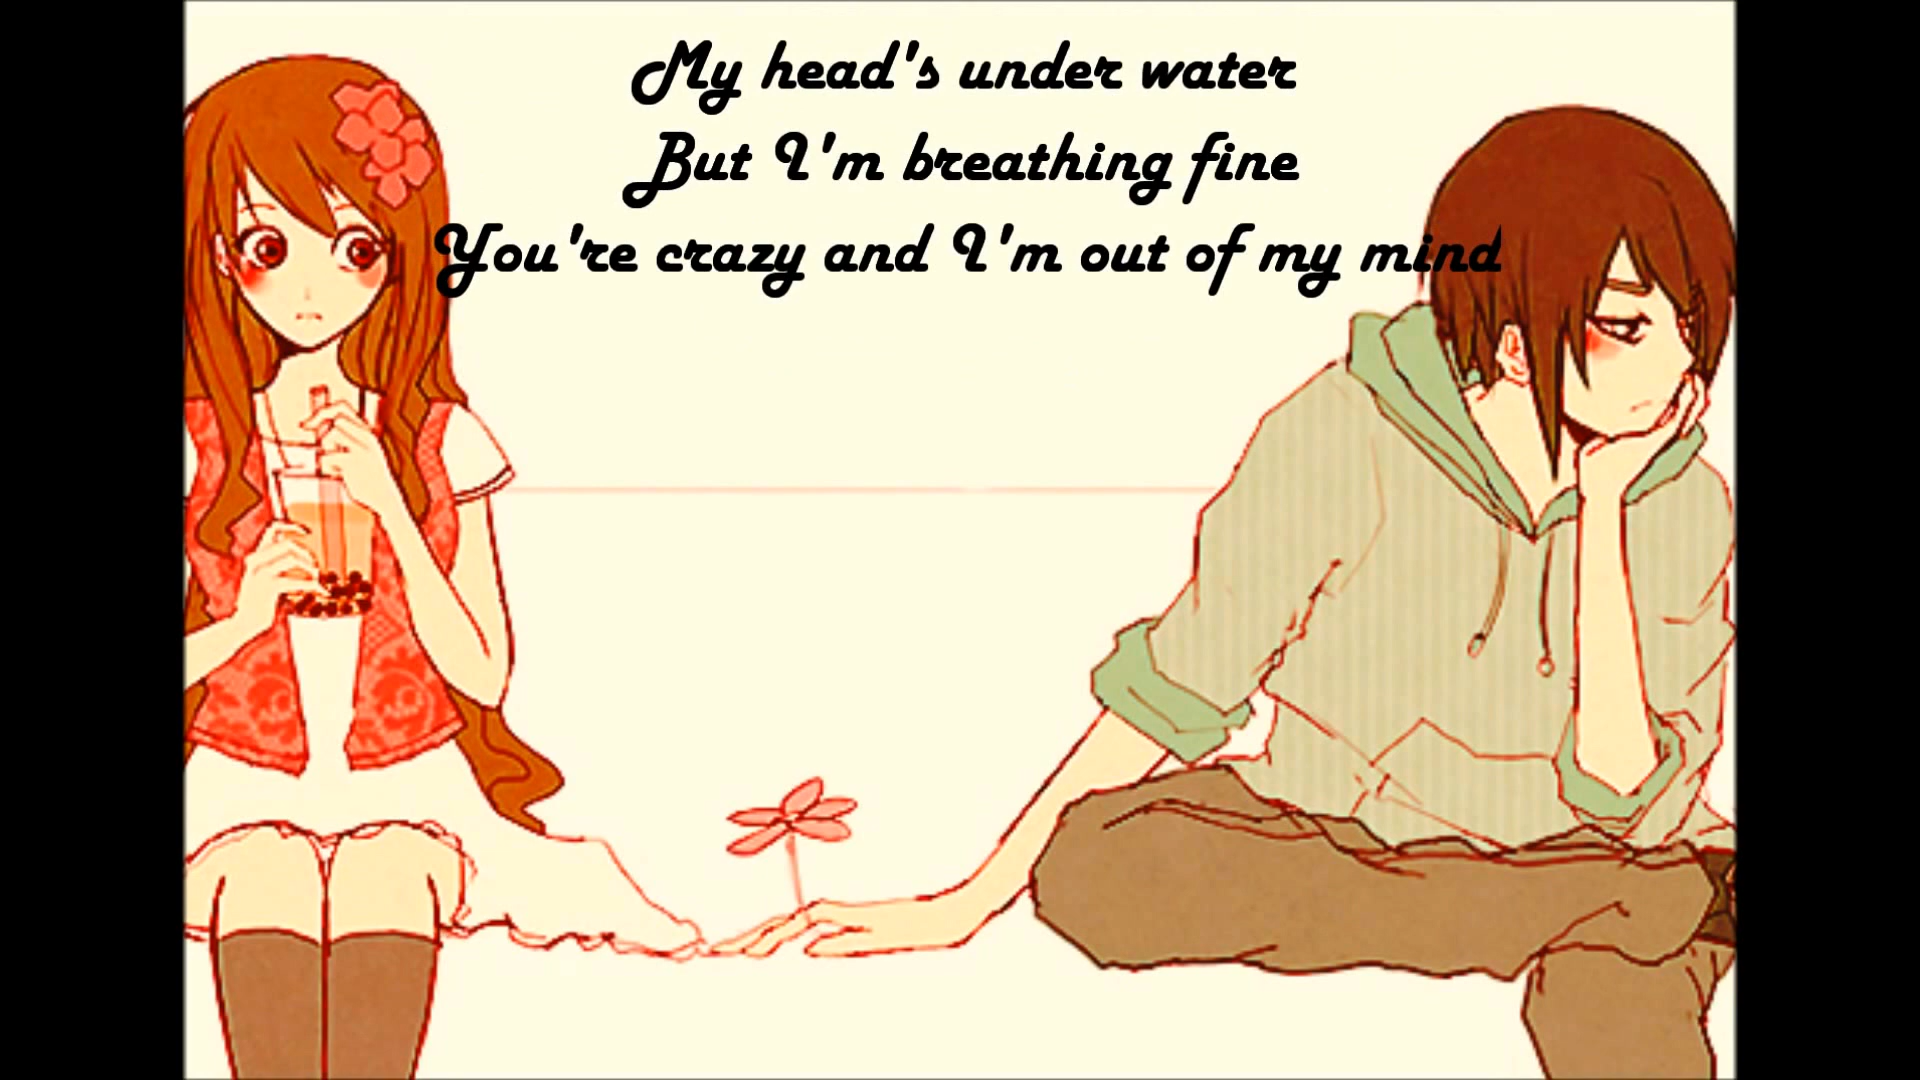 My head's under water
But I'm breathing fine
You're crazy and I'm out of my mind